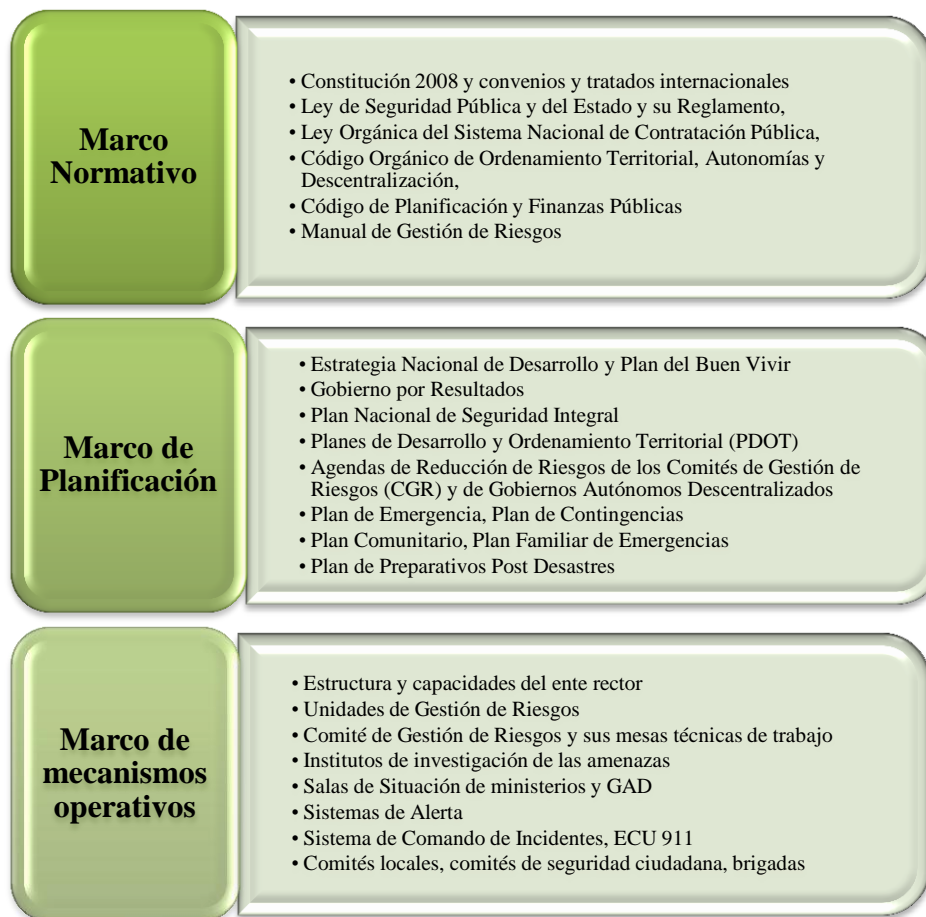 Marco
Normativo
• Constitución 2008 y convenios y tratados internacionales
• Ley de Seguridad Pública y del Estado y su Reglamento,
• Ley Orgánica del Sistema Nacional de Contratación Pública,
• Código Orgánico de Ordenamiento Territorial, Autonomías y
Descentralización,
• Código de Planificación y Finanzas Públicas
• Manual de Gestión de Riesgos
Marco de
Planificación
• Estrategia Nacional de Desarrollo y Plan del Buen Vivir
• Gobierno por Resultados
• Plan Nacional de Seguridad Integral
• Planes de Desarrollo y Ordenamiento Territorial (PDOT)
• Agendas de Reducción de Riesgos de los Comités de Gestión de
Riesgos (CGR) y de Gobiernos Autónomos Descentralizados
• Plan de Emergencia, Plan de Contingencias
• Plan Comunitario, Plan Familiar de Emergencias
• Plan de Preparativos Post Desastres
Marco de
mecanismos
operativos
• Estructura y capacidades del ente rector
• Unidades de Gestión de Riesgos
• Comité de Gestión de Riesgos y sus mesas técnicas de trabajo
• Institutos de investigación de las amenazas
• Salas de Situación de ministerios y GAD
• Sistemas de Alerta
• Sistema de Comando de Incidentes, ECU 911
• Comités locales, comités de seguridad ciudadana, brigadas